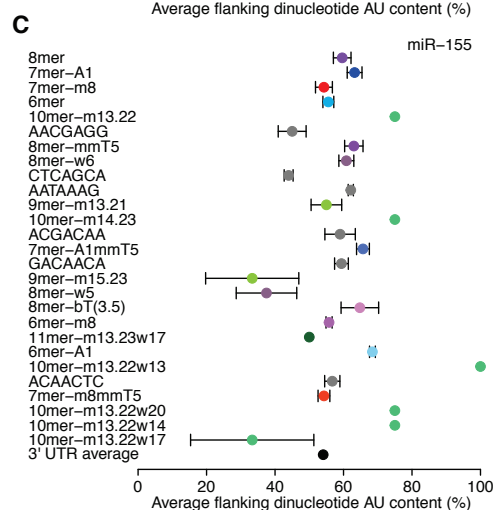 Average flanking dinucleotide AU content (%)
C
miR−155
8mer
7mer−A1
7mer−m8
6mer
10mer−m13.22
AACGAGG
8mer−mmT5
8mer−w6
CTCAGCA
AATAAAG
9mer−m13.21
10mer−m14.23
ACGACAA
7mer−A1mmT5
GACAACA
9mer−m15.23
8mer−w5
8mer−bT(3.5)
6mer−m8
11mer−m13.23w17
6mer−A1
10mer−m13.22w13
ACAACTC
7mer−m8mmT5
10mer−m13.22w20
10mer−m13.22w14
10mer−m13.22w17
3' UTR average
0 20 40 60 80 100
Average flanking dinucleotide AU content (%)